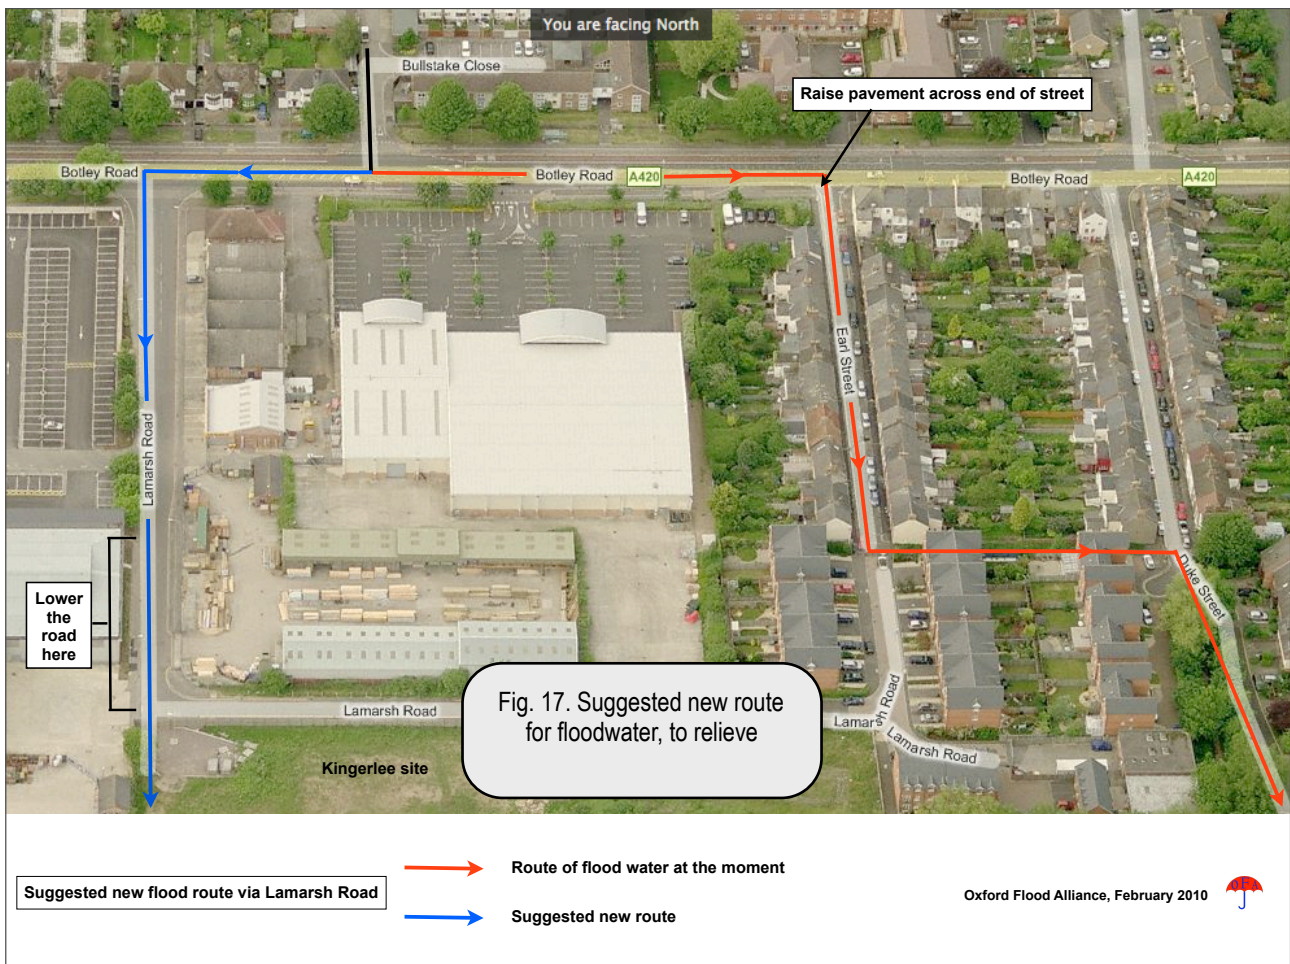 You are facing North
Bullstake Close
Raise pavement across end of street
Botley Road
Botley Road
A420
Botley Road
A420
Earl Street
Lamarsh Road
Duke Street
Lower
the
road
here
Lamarsh Road
Fig. 17. Suggested new route
for floodwater, to relieve
Lamarsh Road
Lamarsh Road
Kingerlee site
Route of flood water at the moment
Suggested new flood route via Lamarsh Road
Oxford Flood Alliance, February 2010
OFA
Suggested new route